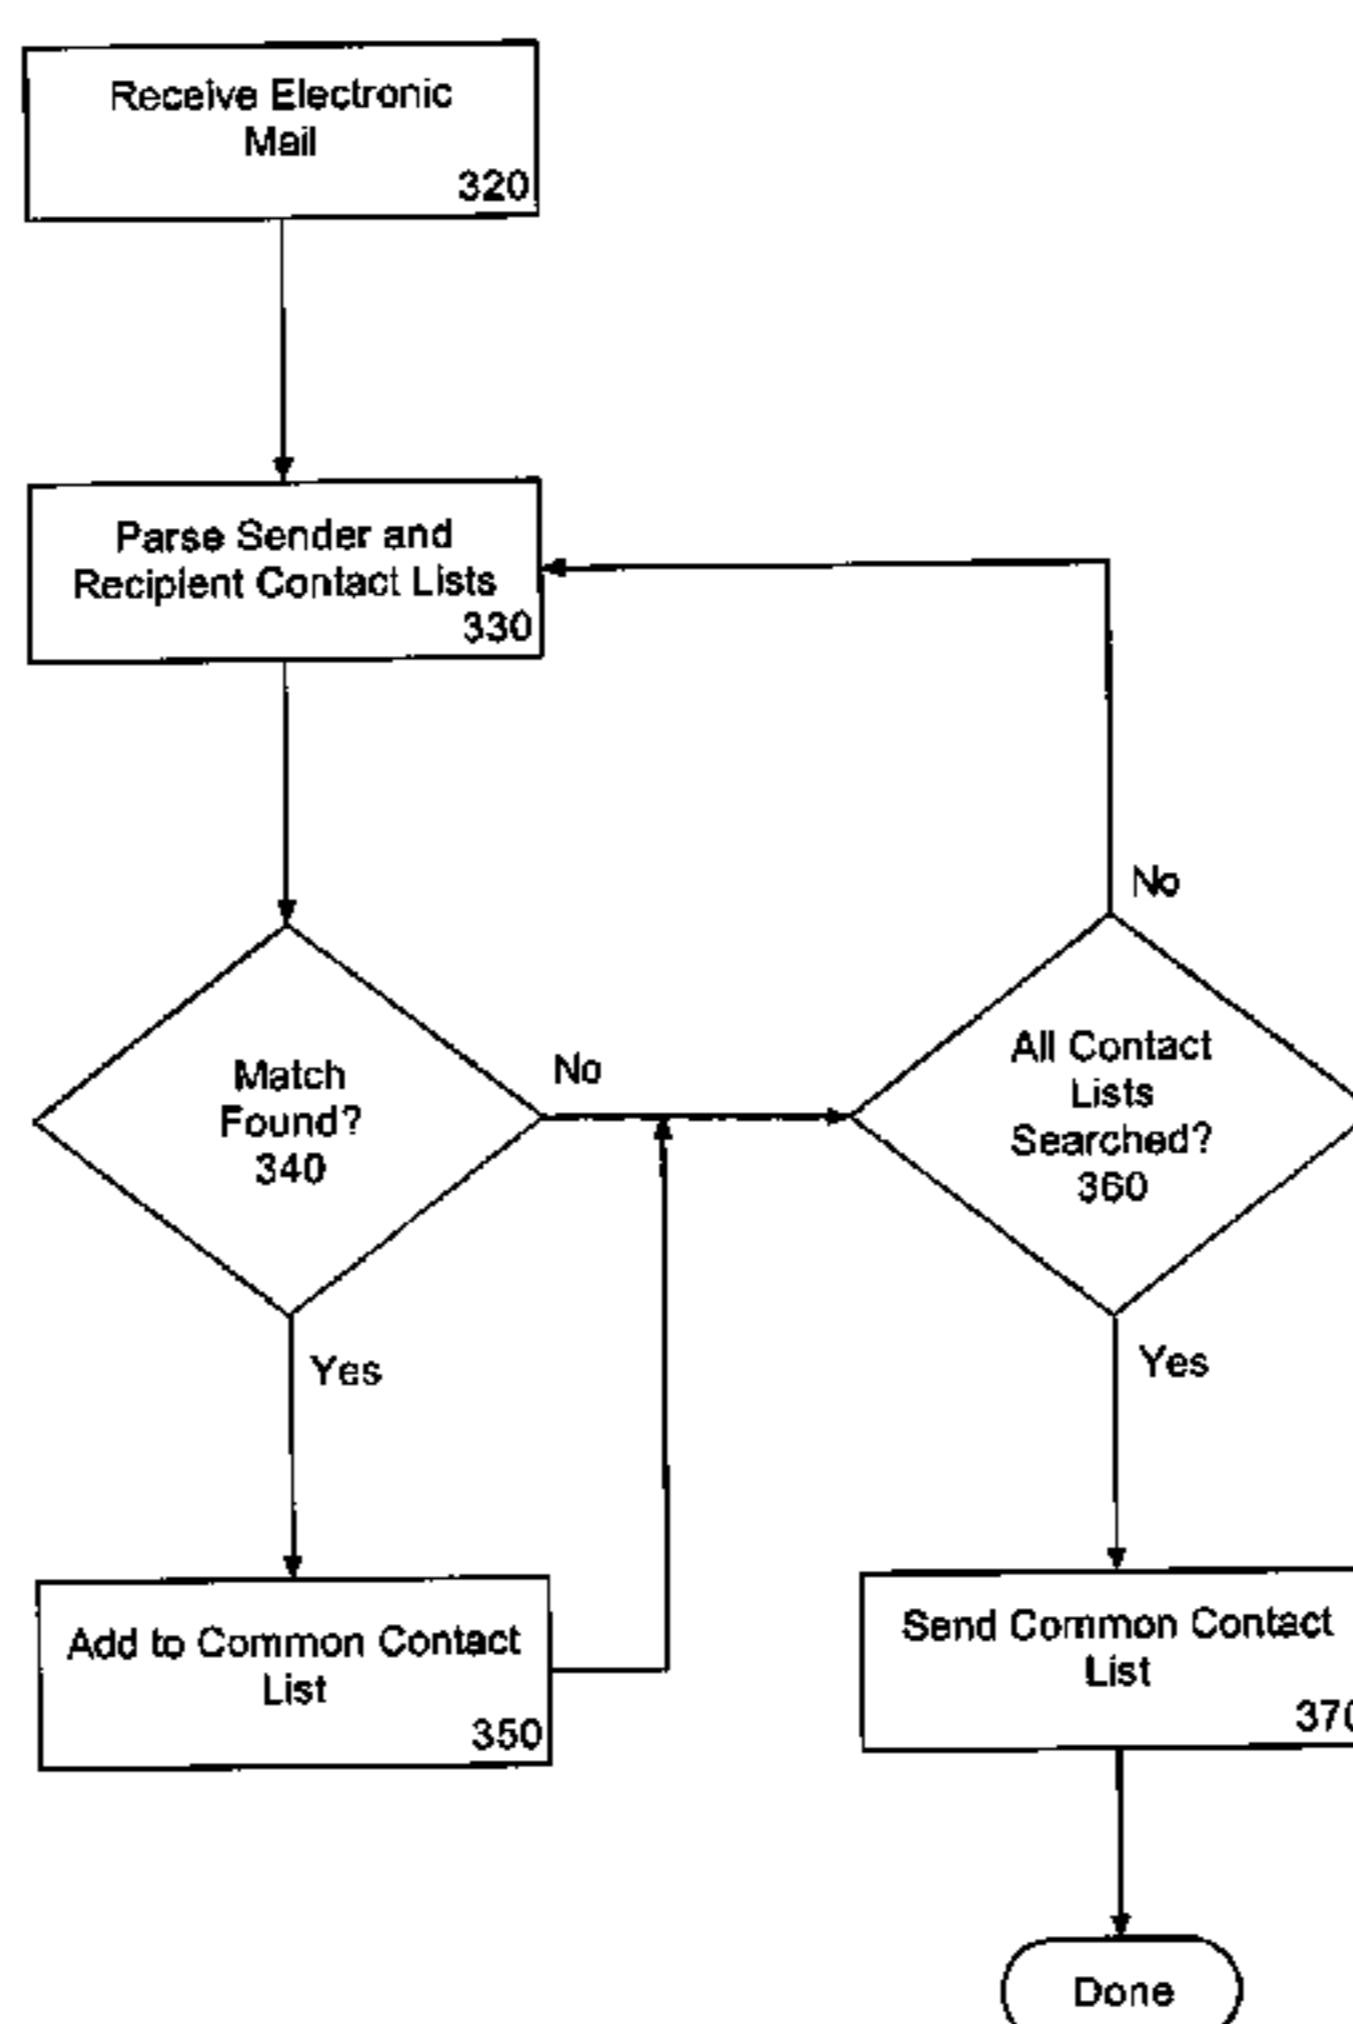 Receive Electronic
Mail
320
Parse Sender and
Recipient Contact Lists
330
No
Match
Found?
340
No
All Contact
Lists
Searched?
360
Yes
Yes
Add to Common Contact
List
350
Send Common Contact
List
370
Done